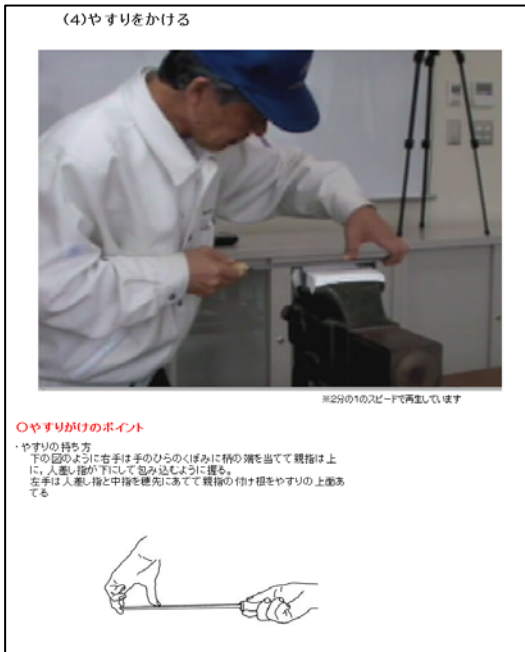 (4)やすりをかける
※2分の1のスピードで再生しています
〇やすりがけのポイント
・やすりの持ち方
下の図のように右手は手のひらのくぼみに柄の端を当てて親指は上
に，人差し指が下にして包み込むように握る。
左手は人差し指と中指を穂先にあてて親指の付け根をやすりの上面あ
てる